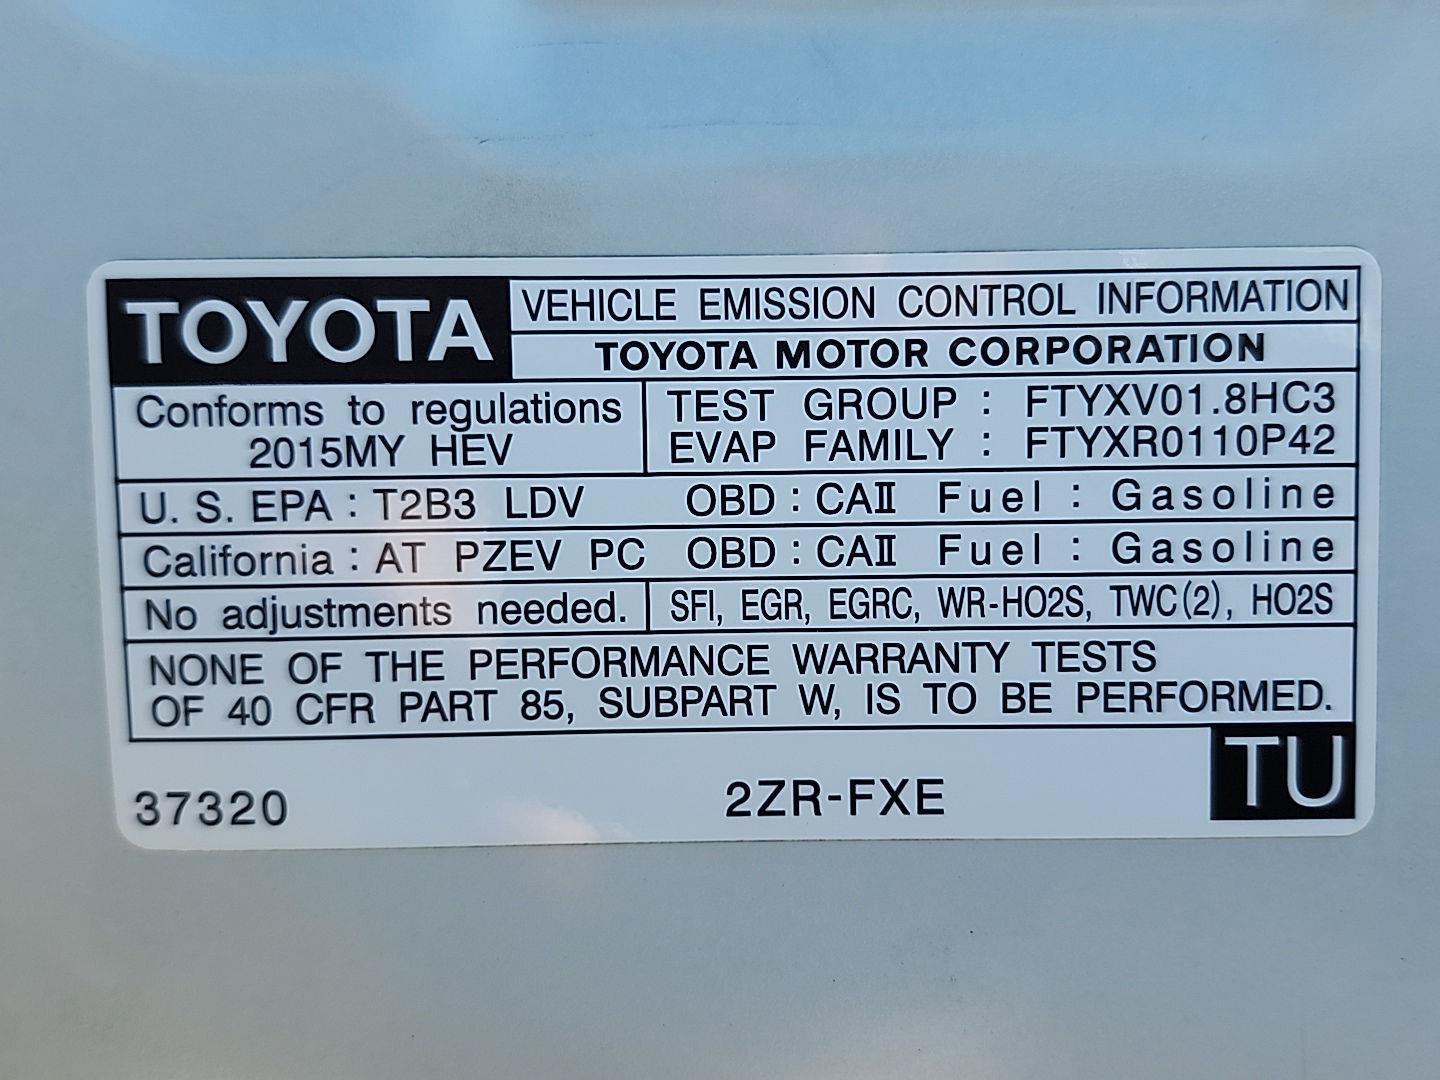 TOYOTA VEHICLE EMISSION CONTROL INFORMATION
TOYOTA MOTOR CORPORATION
Conforms to regulations
2015MY HEV
TEST GROUP : FTYXV01.8HC3
EVAP FAMILY : FTYXR0110P42
U. S. EPA : T2B3 LDV OBD : CAII Fuel : Gasoline
California : AT PZEV PC OBD : CAII Fuel : Gasoline
No adjustments needed. SFI, EGR, EGRC, WR-HO2S, TWC(2), HO2S
NONE OF THE PERFORMANCE WARRANTY TESTS
OF 40 CFR PART 85, SUBPART W, IS TO BE PERFORMED.
37320 2ZR-FXE TU